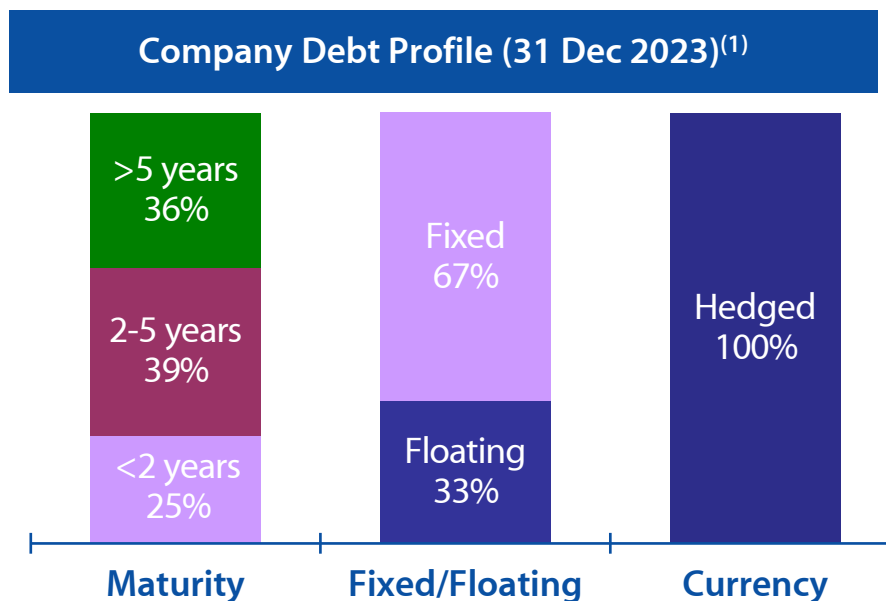 Company Debt Profile (31 Dec 2023)(1)
>5 years
36%
2-5 years
39%
<2 years
25%
Fixed
67%
Floating
33%
Hedged
100%
Maturity
Fixed/Floating
Currency